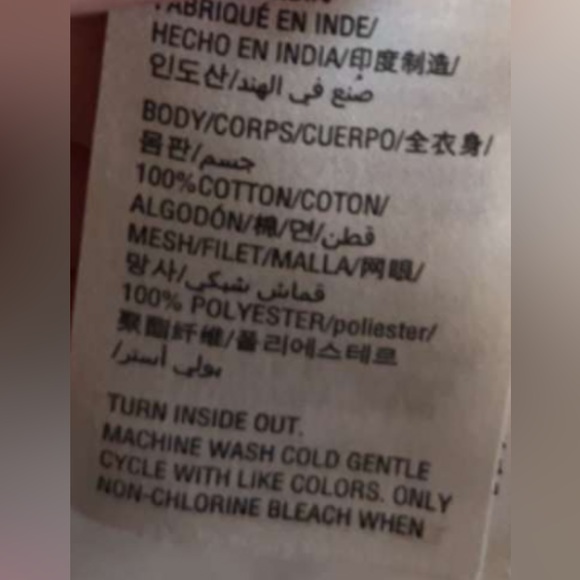 FABRIQUÉ EN INDE/
HECHO EN INDIA/印度制造/
인도산/صنع في الهند
BODY/CORPS/CUERPO/全衣身/
몸판/جسم
100%COTTON/COTON/
ALGODÓN/棉/면/قطن
MESH/FILET/MALLA/网眼/
망사/قماش شبكي
100% POLYESTER/poliester/
聚酯纤维/폴리에스테르
/بولي أستر
TURN INSIDE OUT.
MACHINE WASH COLD GENTLE
CYCLE WITH LIKE COLORS. ONLY
NON-CHLORINE BLEACH WHEN